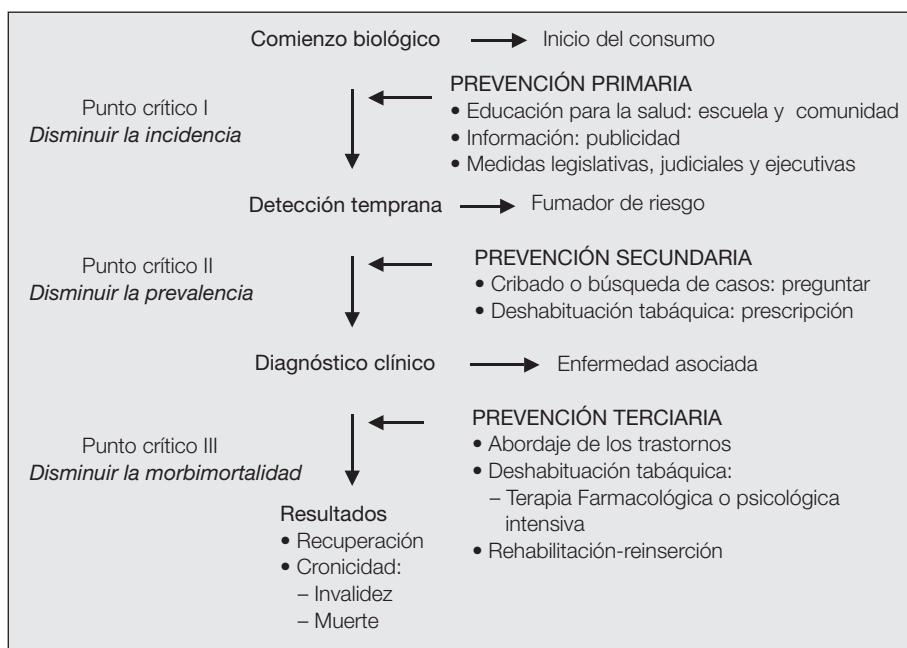 Comienzo biológico
Inicio del consumo
Punto crítico I
Disminuir la incidencia
PREVENCIÓN PRIMARIA
• Educación para la salud: escuela y comunidad
• Información: publicidad
• Medidas legislativas, judiciales y ejecutivas
Detección temprana
Fumador de riesgo
Punto crítico II
Disminuir la prevalencia
PREVENCIÓN SECUNDARIA
• Cribado o búsqueda de casos: preguntar
• Deshabituación tabáquica: prescripción
Diagnóstico clínico
Enfermedad asociada
Punto crítico III
Disminuir la morbimortalidad
PREVENCIÓN TERCIARIA
• Abordaje de los trastornos
• Deshabituación tabáquica:
– Terapia Farmacológica o psicológica
intensiva
• Rehabilitación-reinserción
Resultados
• Recuperación
• Cronicidad:
– Invalidez
– Muerte